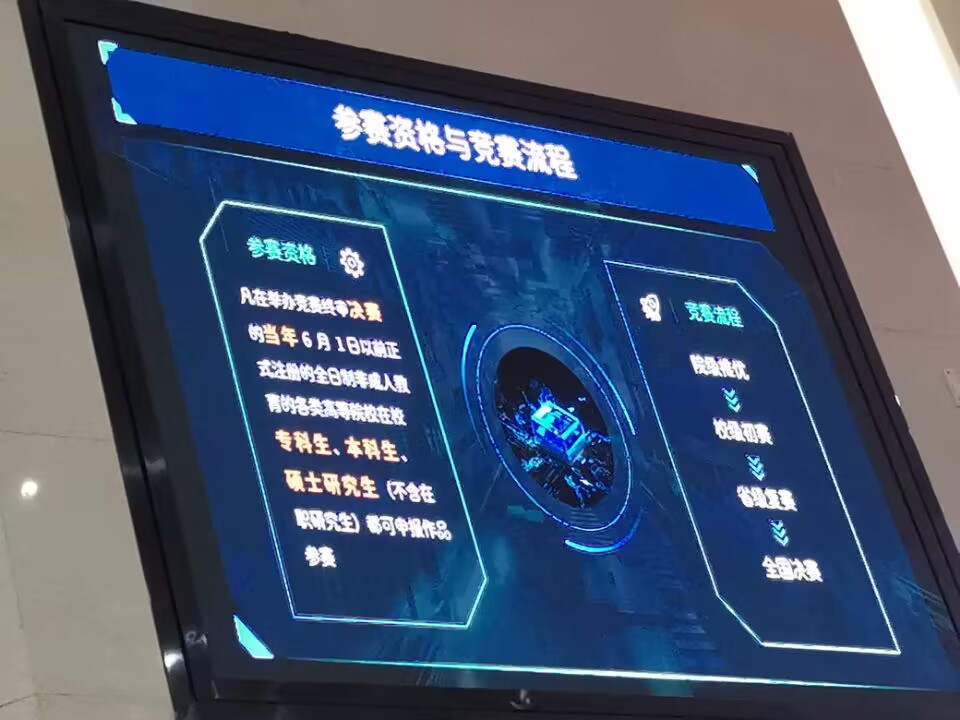 参赛资格与竞赛流程
参赛资格
凡在举办竞赛终审决赛
的当年6月1日以前正
式注册的全日制非成人教
育的各类高等院校在校
专科生、本科生、
硕士研究生（不含在
职研究生）都可申报作品
参赛
竞赛流程
院级推优
校级初赛
省级复赛
全国决赛